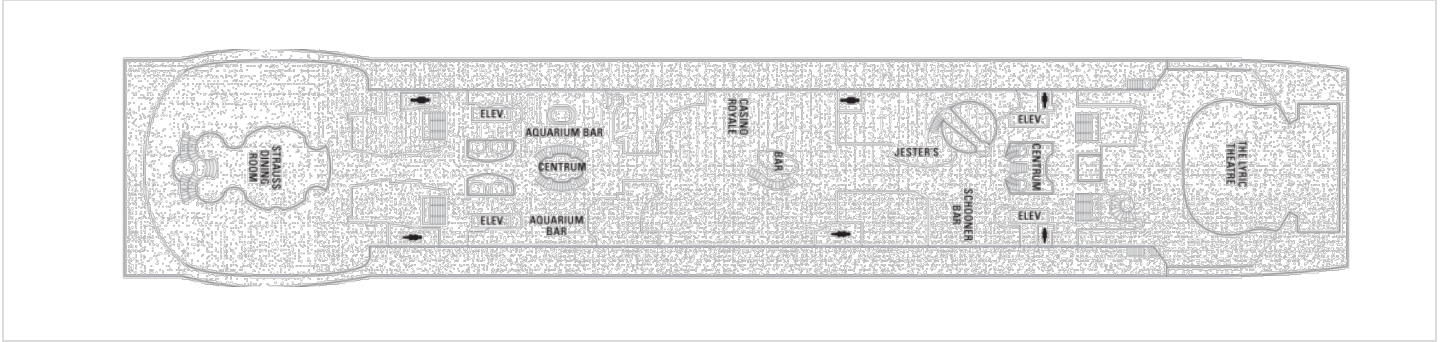 STRAUSS
DINING
ROOM
ELEV.
AQUARIUM BAR
CENTRUM
ELEV.
AQUARIUM
BAR
CASINO
ROYALE
BAR
JESTER'S
SCHOONER
BAR
ELEV.
CENTRUM
ELEV.
THE LYRIC
THEATRE